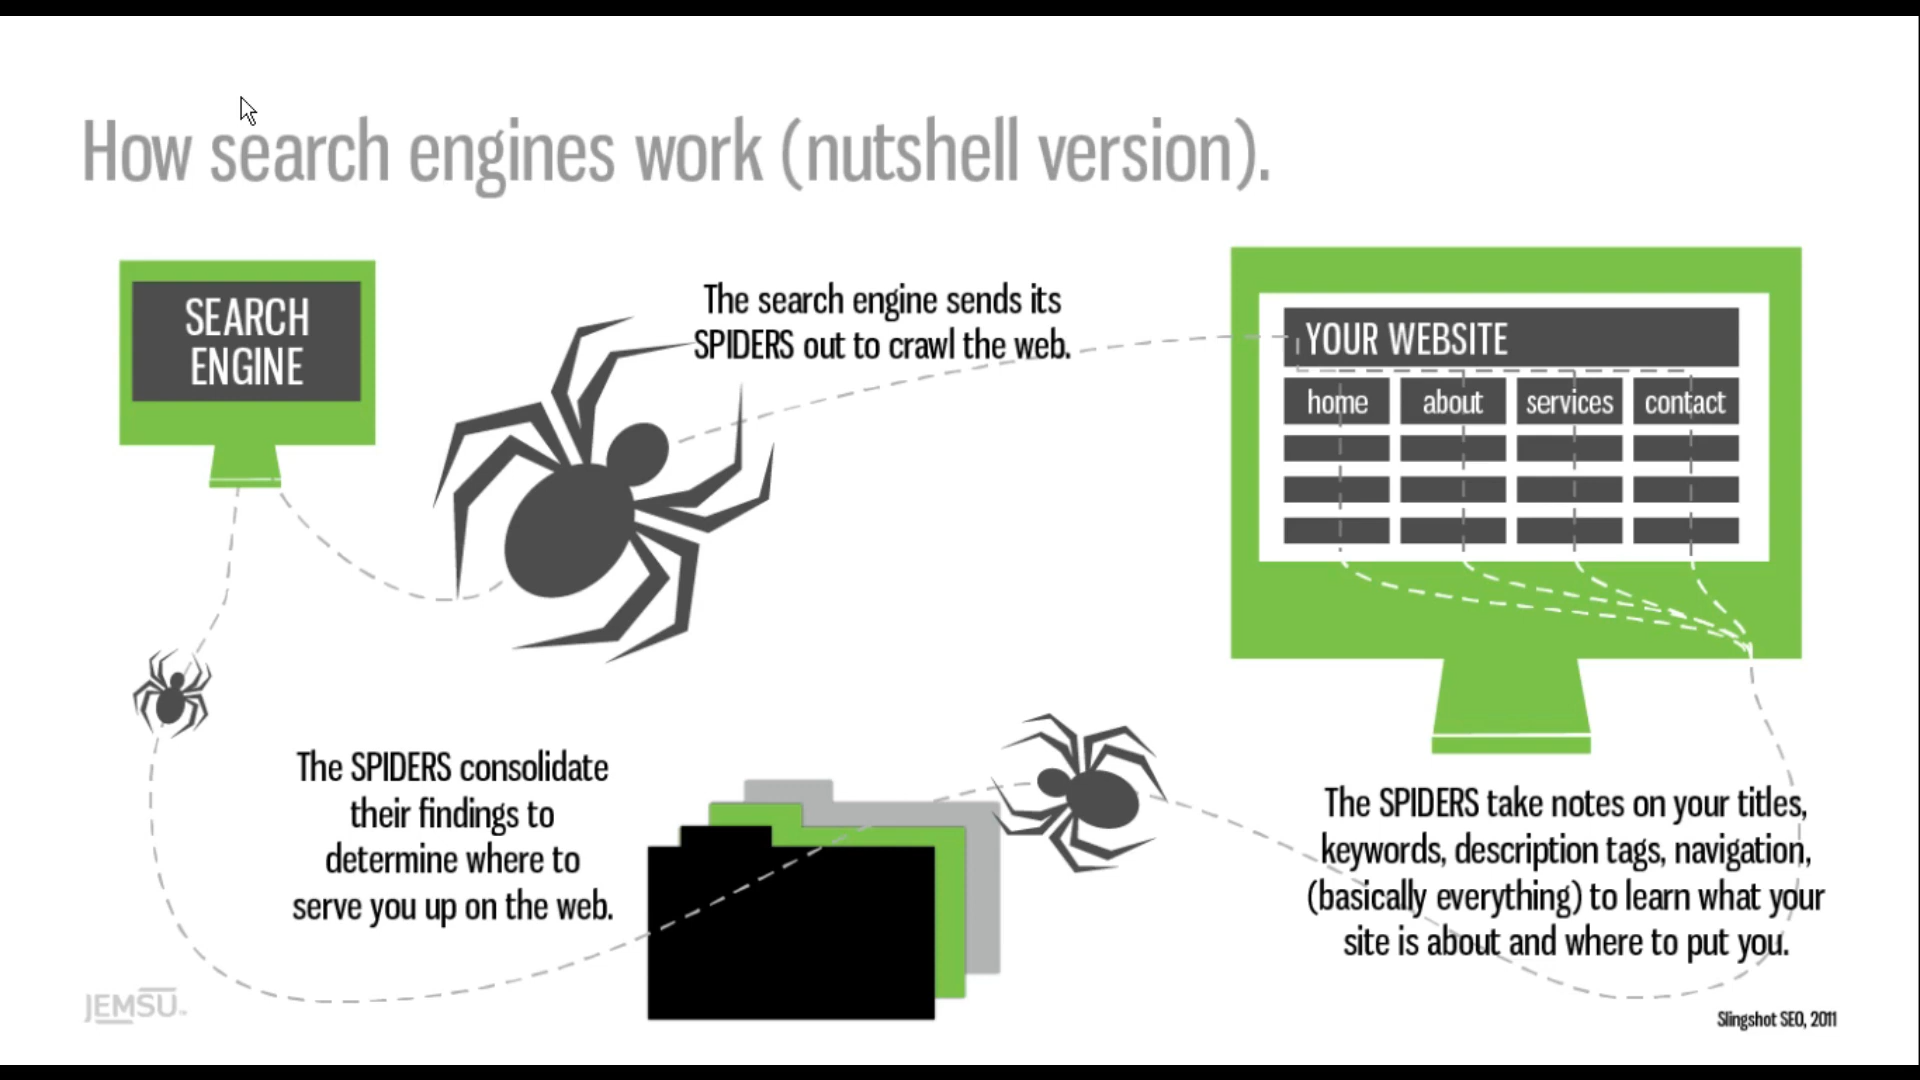 How search engines work (nutshell version).
SEARCH
ENGINE
The search engine sends its
SPIDERS out to crawl the web.
YOUR WEBSITE
home about services contact
The SPIDERS take notes on your titles,
keywords, description tags, navigation,
(basically everything) to learn what your
site is about and where to put you.
The SPIDERS consolidate
their findings to
determine where to
serve you up on the web.
JEMSU
Slingshot SEO, 2011